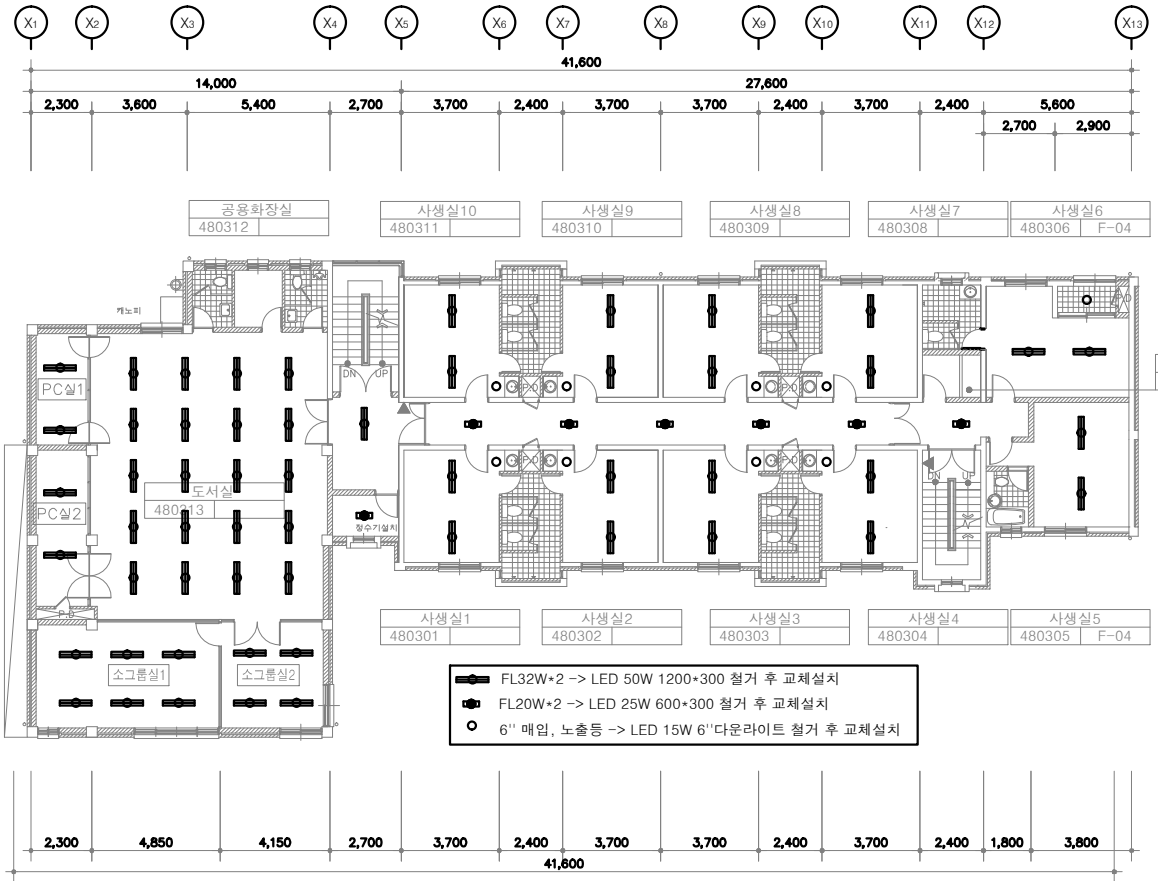 X1 X2 X3 X4 X5 X6 X7 X8 X9 X10 X11 X12 X13
41,600
14,000 27,600
2,300 3,600 5,400 2,700 3,700 2,400 3,700 3,700 2,400 3,700 2,400 5,600
2,700 2,900
공용화장실
480312
사생실10
480311
사생실9
480310
사생실8
480309
사생실7
480308
사생실6
480306 F-04
캐노피
P.D
DN UP
PC실1
P.D P.D
P.D P.D
DN UP
PC실2
도서실
480313
정수기설치
P.D
소그룹실1
소그룹실2
사생실1
480301
사생실2
480302
사생실3
480303
사생실4
480304
사생실5
480305 F-04
FL32W*2 -> LED 50W 1200*300 철거 후 교체설치
FL20W*2 -> LED 25W 600*300 철거 후 교체설치
6'' 매입, 노출등 -> LED 15W 6''다운라이트 철거 후 교체설치
2,300 4,850 4,150 2,700 3,700 2,400 3,700 3,700 2,400 3,700 2,400 1,800 3,800
41,600